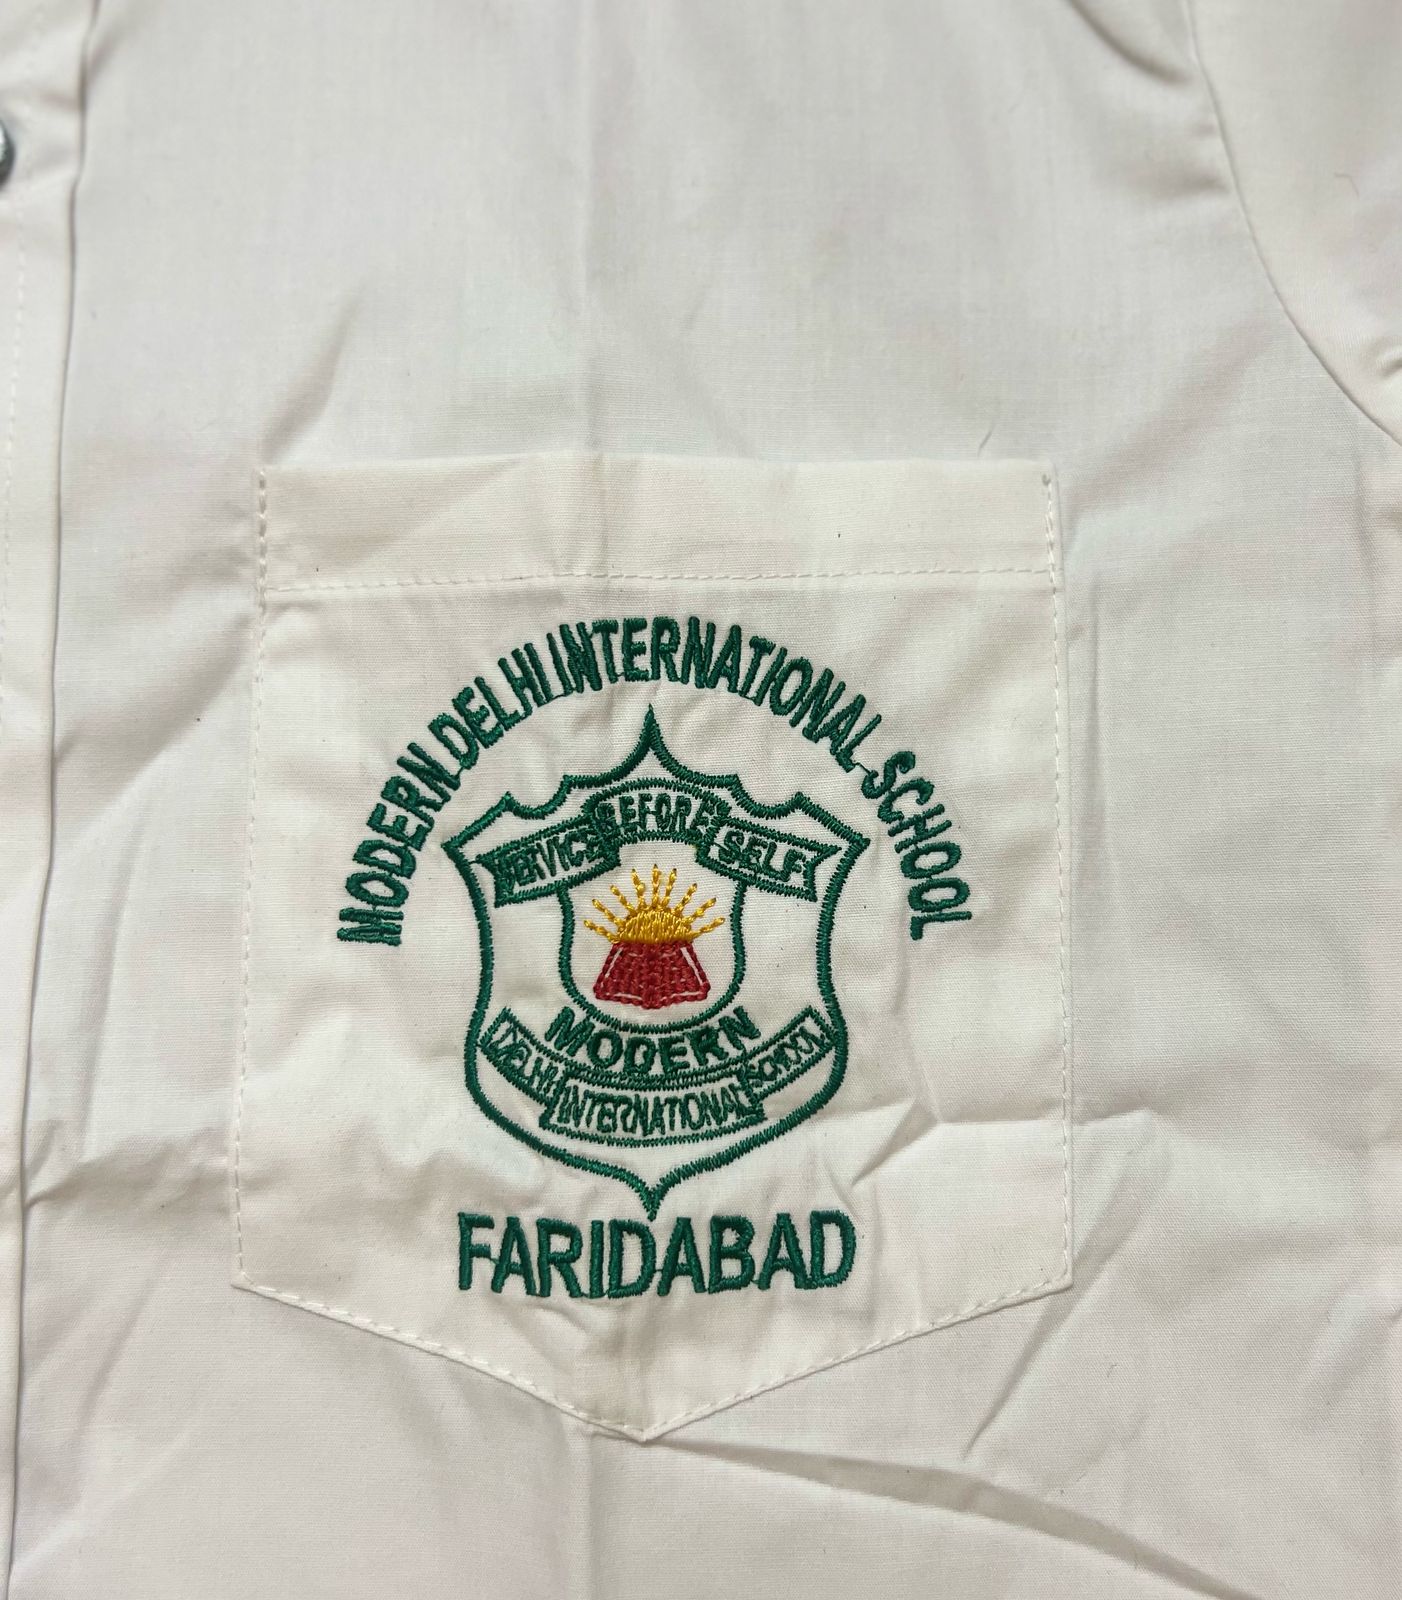 MODERN DELHI INTERNATIONAL SCHOOL
SERVICE BEFORE SELF
MODERN
DELHI INTERNATIONAL SCHOOL
FARIDABAD